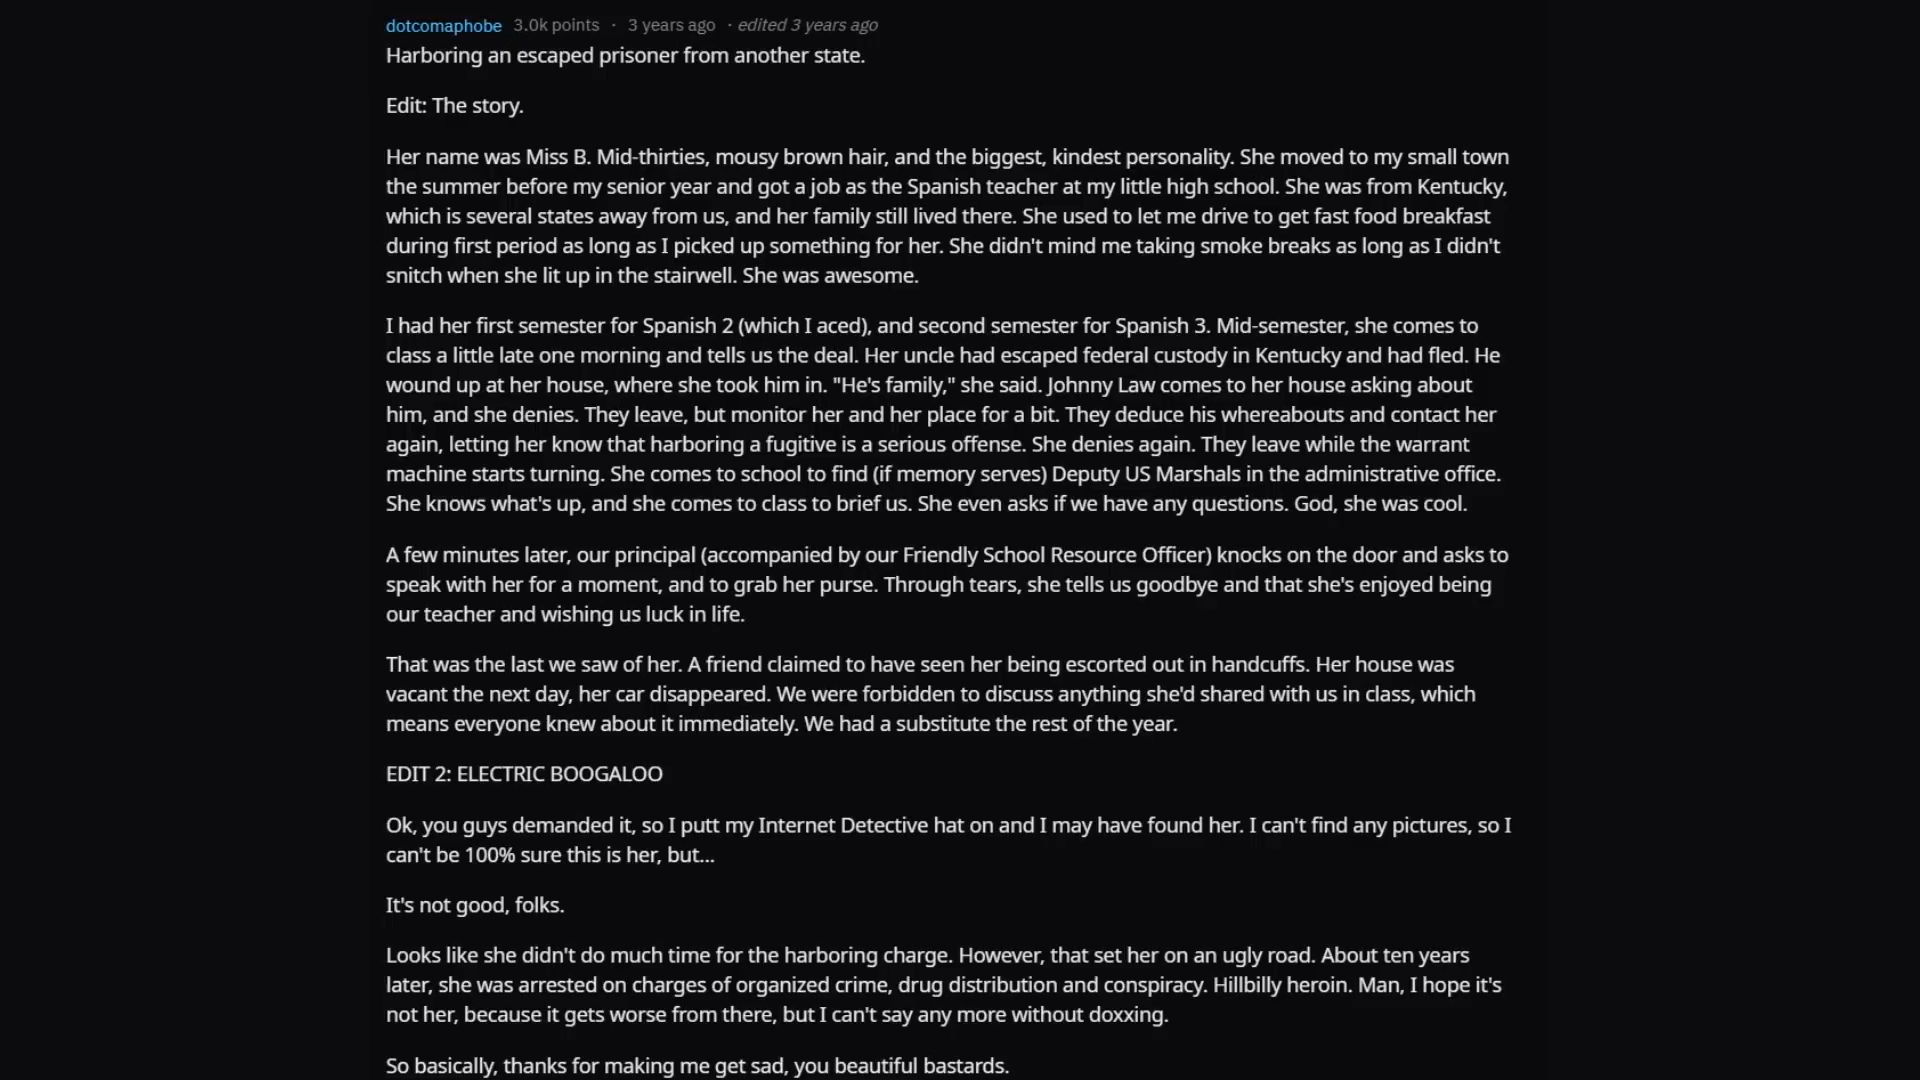 dotcomaphobe 3.0k points · 3 years ago · edited 3 years ago
Harboring an escaped prisoner from another state.
Edit: The story.
Her name was Miss B. Mid-thirties, mousy brown hair, and the biggest, kindest personality. She moved to my small town
the summer before my senior year and got a job as the Spanish teacher at my little high school. She was from Kentucky,
which is several states away from us, and her family still lived there. She used to let me drive to get fast food breakfast
during first period as long as I picked up something for her. She didn't mind me taking smoke breaks as long as I didn't
snitch when she lit up in the stairwell. She was awesome.
I had her first semester for Spanish 2 (which I aced), and second semester for Spanish 3. Mid-semester, she comes to
class a little late one morning and tells us the deal. Her uncle had escaped federal custody in Kentucky and had fled. He
wound up at her house, where she took him in. "He's family," she said. Johnny Law comes to her house asking about
him, and she denies. They leave, but monitor her and her place for a bit. They deduce his whereabouts and contact her
again, letting her know that harboring a fugitive is a serious offense. She denies again. They leave while the warrant
machine starts turning. She comes to school to find (if memory serves) Deputy US Marshals in the administrative office.
She knows what's up, and she comes to class to brief us. She even asks if we have any questions. God, she was cool.
A few minutes later, our principal (accompanied by our Friendly School Resource Officer) knocks on the door and asks to
speak with her for a moment, and to grab her purse. Through tears, she tells us goodbye and that she's enjoyed being
our teacher and wishing us luck in life.
That was the last we saw of her. A friend claimed to have seen her being escorted out in handcuffs. Her house was
vacant the next day, her car disappeared. We were forbidden to discuss anything she'd shared with us in class, which
means everyone knew about it immediately. We had a substitute the rest of the year.
EDIT 2: ELECTRIC BOOGALOO
Ok, you guys demanded it, so I putt my Internet Detective hat on and I may have found her. I can't find any pictures, so I
can't be 100% sure this is her, but...
It's not good, folks.
Looks like she didn't do much time for the harboring charge. However, that set her on an ugly road. About ten years
later, she was arrested on charges of organized crime, drug distribution and conspiracy. Hillbilly heroin. Man, I hope it's
not her, because it gets worse from there, but I can't say any more without doxxing.
So basically, thanks for making me get sad, you beautiful bastards.